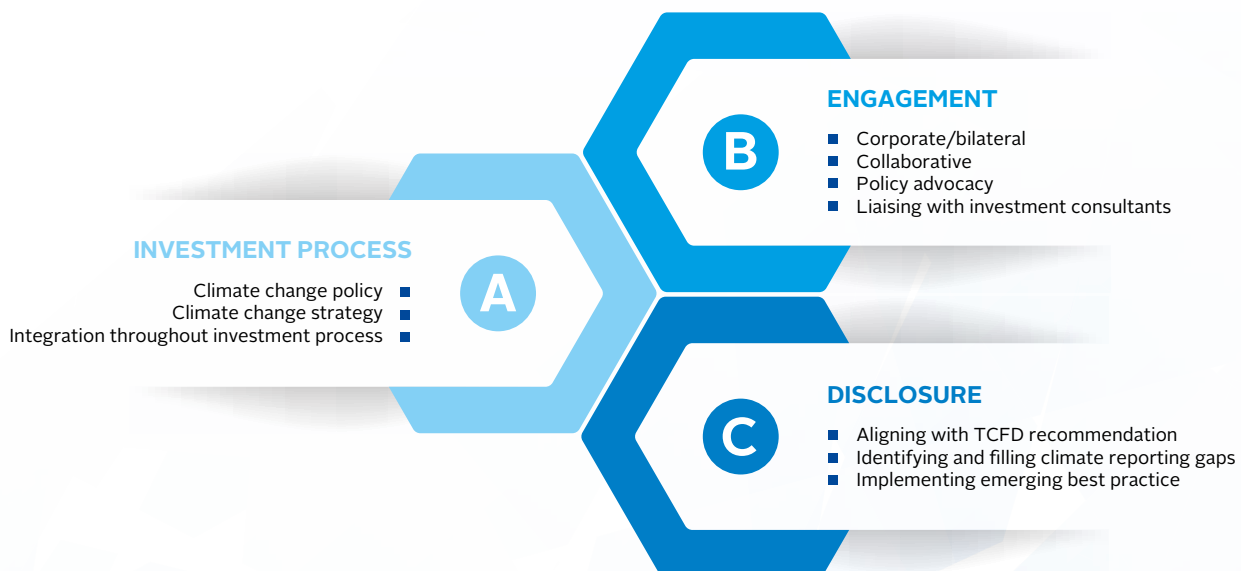 A
INVESTMENT PROCESS
Climate change policy
Climate change strategy
Integration throughout investment process
B
ENGAGEMENT
Corporate/bilateral
Collaborative
Policy advocacy
Liaising with investment consultants
C
DISCLOSURE
Aligning with TCFD recommendation
Identifying and filling climate reporting gaps
Implementing emerging best practice